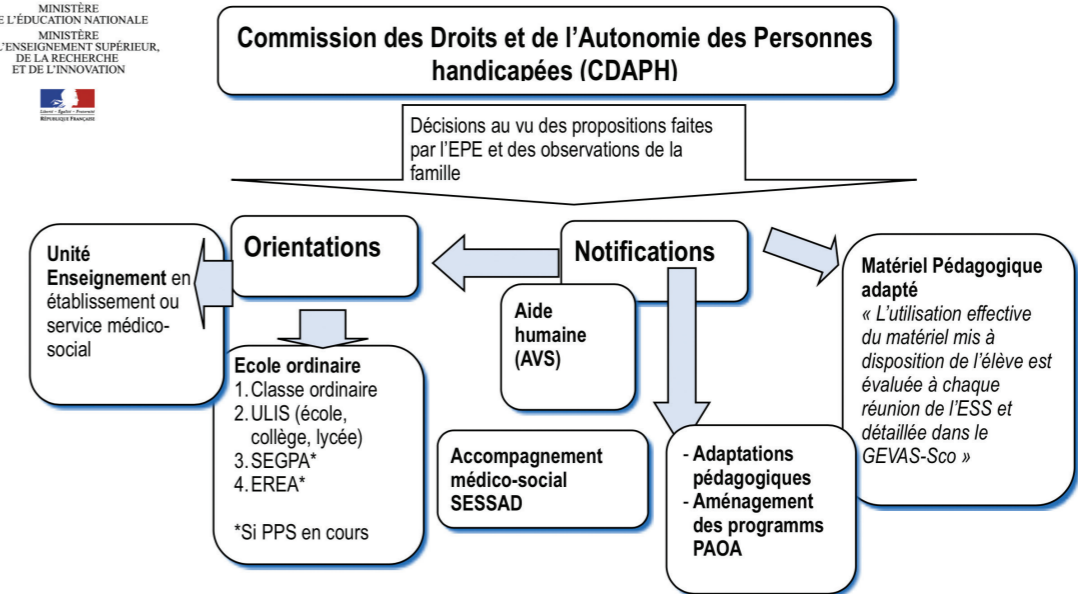 MINISTÈRE
DE L'ÉDUCATION NATIONALE
MINISTÈRE
L'ENSEIGNEMENT SUPÉRIEUR,
DE LA RECHERCHE
ET DE L'INNOVATION
Liberté • Égalité • Fraternité
RÉPUBLIQUE FRANÇAISE
Commission des Droits et de l'Autonomie des Personnes
handicapées (CDAPH)
Décisions au vu des propositions faites
par l'EPE et des observations de la
famille
Unité
Enseignement en
établissement ou
service médico-
social
Orientations
Notifications
Matériel Pédagogique
adapté
« L'utilisation effective
du matériel mis à
disposition de l'élève est
évaluée à chaque
réunion de l'ESS et
détaillée dans le
GEVAS-Sco »
Aide
humaine
(AVS)
Ecole ordinaire
1. Classe ordinaire
2. ULIS (école,
collège, lycée)
3. SEGPA*
4. EREA*
*Si PPS en cours
Accompagnement
médico-social
SESSAD
- Adaptations
pédagogiques
- Aménagement
des programms
PAOA